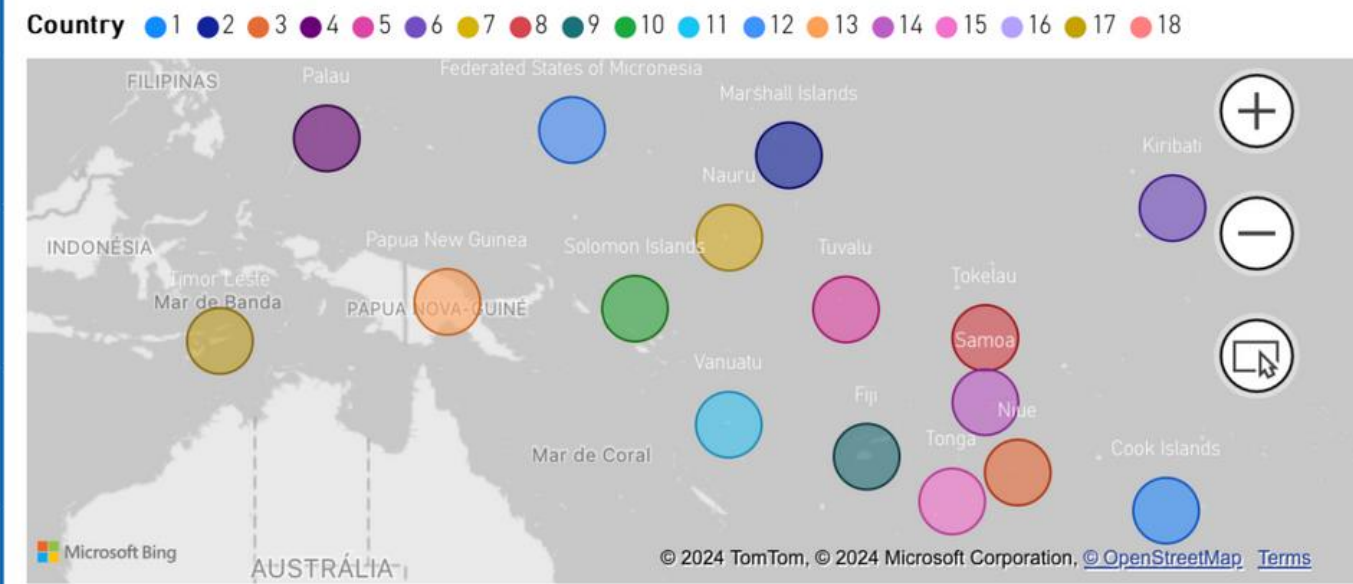 Country 1 2 3 4 5 6 7 8 9 10 11 12 13 14 15 16 17 18
FILIPINAS
Palau
Federated States of Micronesia
Marshall Islands
Kiribati
Nauru
INDONÉSIA
Papua New Guinea
Solomon Islands
Tuvalu
Timor Leste
Tokelau
Mar de Banda
PAPUA NOVA-GUINÉ
Samoa
Vanuatu
Fiji
Niue
Tonga
Cook Islands
Mar de Coral
Microsoft Bing
AUSTRÁLIA
© 2024 TomTom, © 2024 Microsoft Corporation, © OpenStreetMap Terms